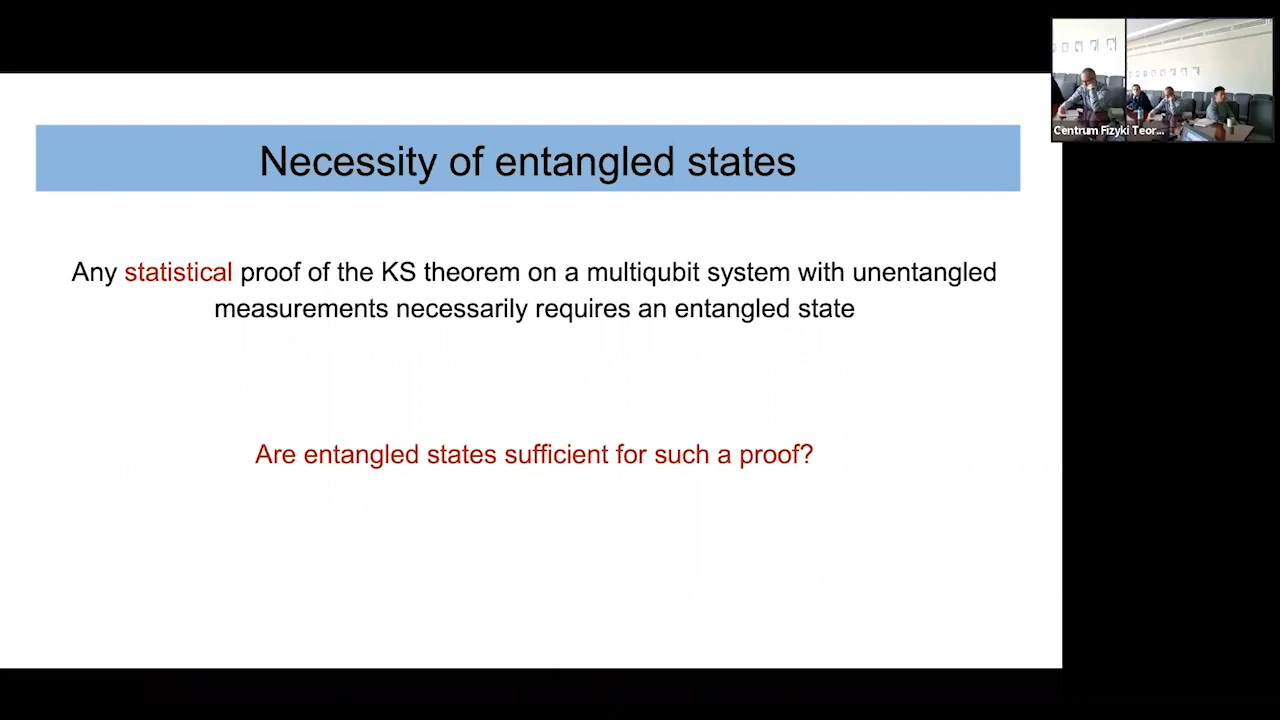 Necessity of entangled states
Any statistical proof of the KS theorem on a multiqubit system with unentangled
measurements necessarily requires an entangled state
Are entangled states sufficient for such a proof?
Centrum Fizyki Teor...